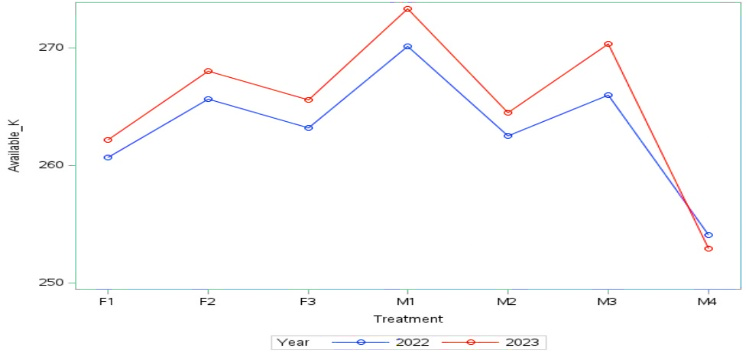 270
260
250
Available_K
F1 F2 F3 M1 M2 M3 M4
Treatment
Year 2022 2023